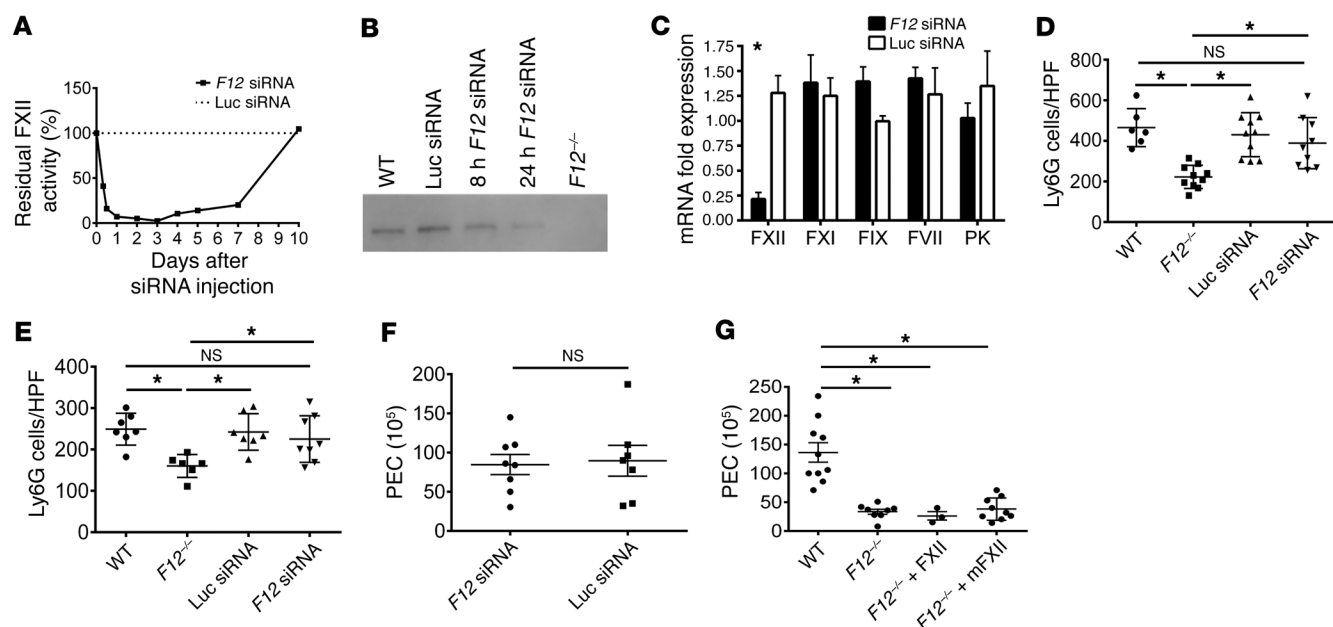 A
F12 siRNA
Luc siRNA
Residual FXII
activity (%)
150
100
50
0
0 1 2 3 4 5 6 7 8 9 10
Days after
siRNA injection
B
WT
Luc siRNA
8 h F12 siRNA
24 h F12 siRNA
F12–/–
C
F12 siRNA
Luc siRNA
mRNA fold expression
1.75
1.50
1.25
1.00
0.75
0.50
0.25
0.00
*
FXII FXI FIX FVII PK
D
*
NS
* *
Ly6G cells/HPF
800
600
400
200
0
WT
F12–/–
Luc siRNA
F12 siRNA
E
*
NS
* *
Ly6G cells/HPF
400
300
200
100
0
WT
F12–/–
Luc siRNA
F12 siRNA
F
NS
PEC (10⁵)
200
150
100
50
0
F12 siRNA
Luc siRNA
G
*
*
*
PEC (10⁵)
250
200
150
100
50
0
WT
F12–/–
F12–/– + FXII
F12–/– + mFXII